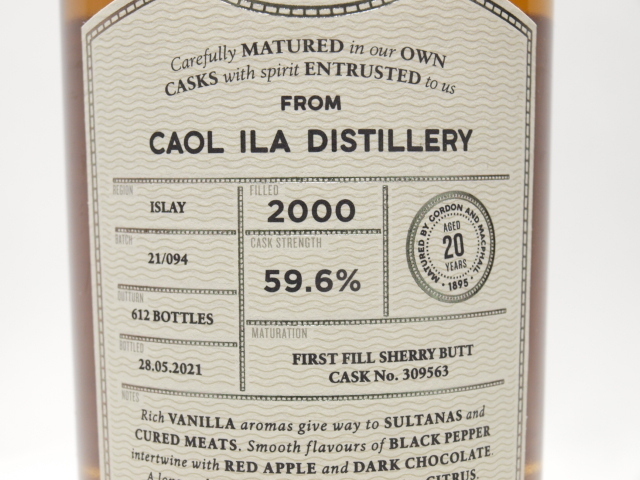 Carefully MATURED in our OWN
CASKS with spirit ENTRUSTED to us
FROM
CAOL ILA DISTILLERY
REGION
ISLAY
BATCH
21/094
OUTTURN
612 BOTTLES
BOTTLED
28.05.2021
FILLED
2000
CASK STRENGTH
59.6%
MATURED BY GORDON AND MACPHAIL
AGED
20
YEARS
• 1895 •
MATURATION
FIRST FILL SHERRY BUTT
CASK No. 309563
NOTES
Rich VANILLA aromas give way to SULTANAS and
CURED MEATS. Smooth flavours of BLACK PEPPER
intertwine with RED APPLE and DARK CHOCOLATE.
CITRUS.